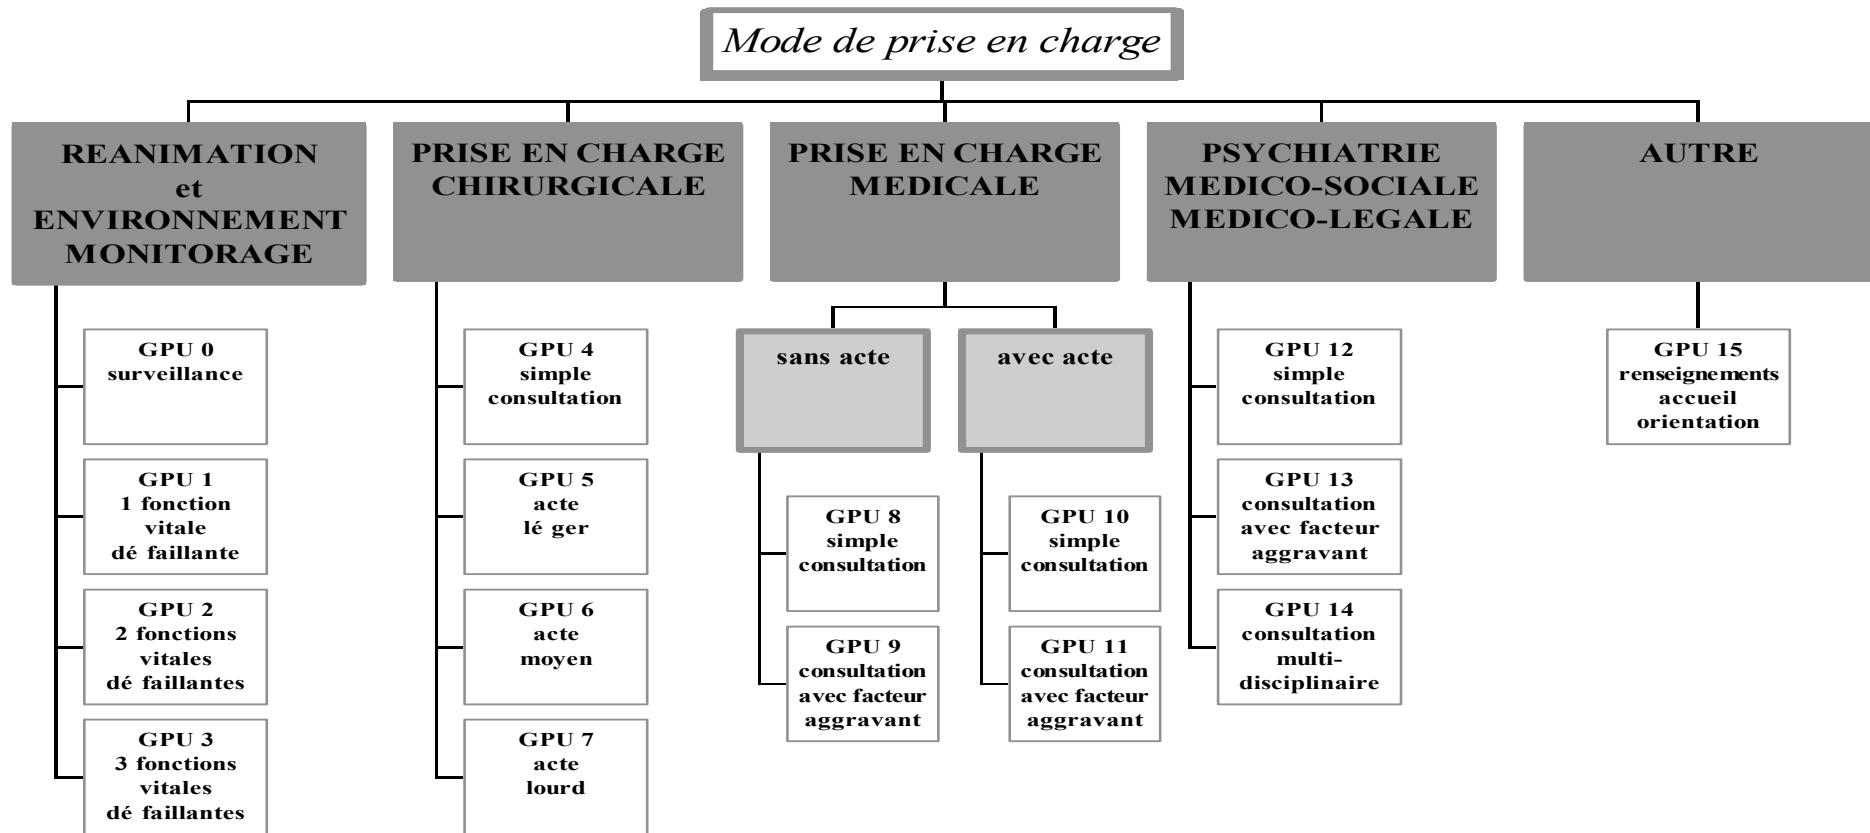 Mode de prise en charge
REANIMATION
et
ENVIRONNEMENT
MONITORAGE
PRISE EN CHARGE
CHIRURGICALE
PRISE EN CHARGE
MEDICALE
PSYCHIATRIE
MEDICO-SOCIALE
MEDICO-LEGALE
AUTRE
GPU 0
surveillance
GPU 1
1 fonction
vitale
dé faillante
GPU 2
2 fonctions
vitales
dé faillantes
GPU 3
3 fonctions
vitales
dé faillantes
GPU 4
simple
consultation
GPU 5
acte
lé ger
GPU 6
acte
moyen
GPU 7
acte
lourd
sans acte
GPU 8
simple
consultation
GPU 9
consultation
avec facteur
aggravant
avec acte
GPU 10
simple
consultation
GPU 11
consultation
avec facteur
aggravant
GPU 12
simple
consultation
GPU 13
consultation
avec facteur
aggravant
GPU 14
consultation
multi-
disciplinaire
GPU 15
renseignements
accueil
orientation